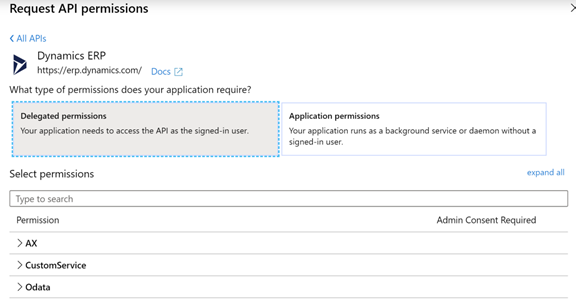 Request API permissions
All APIs
Dynamics ERP
https://erp.dynamics.com/ Docs
What type of permissions does your application require?
Delegated permissions
Your application needs to access the API as the signed-in user.
Application permissions
Your application runs as a background service or daemon without a
signed-in user.
Select permissions
expand all
Type to search
Permission
Admin Consent Required
AX
CustomService
Odata